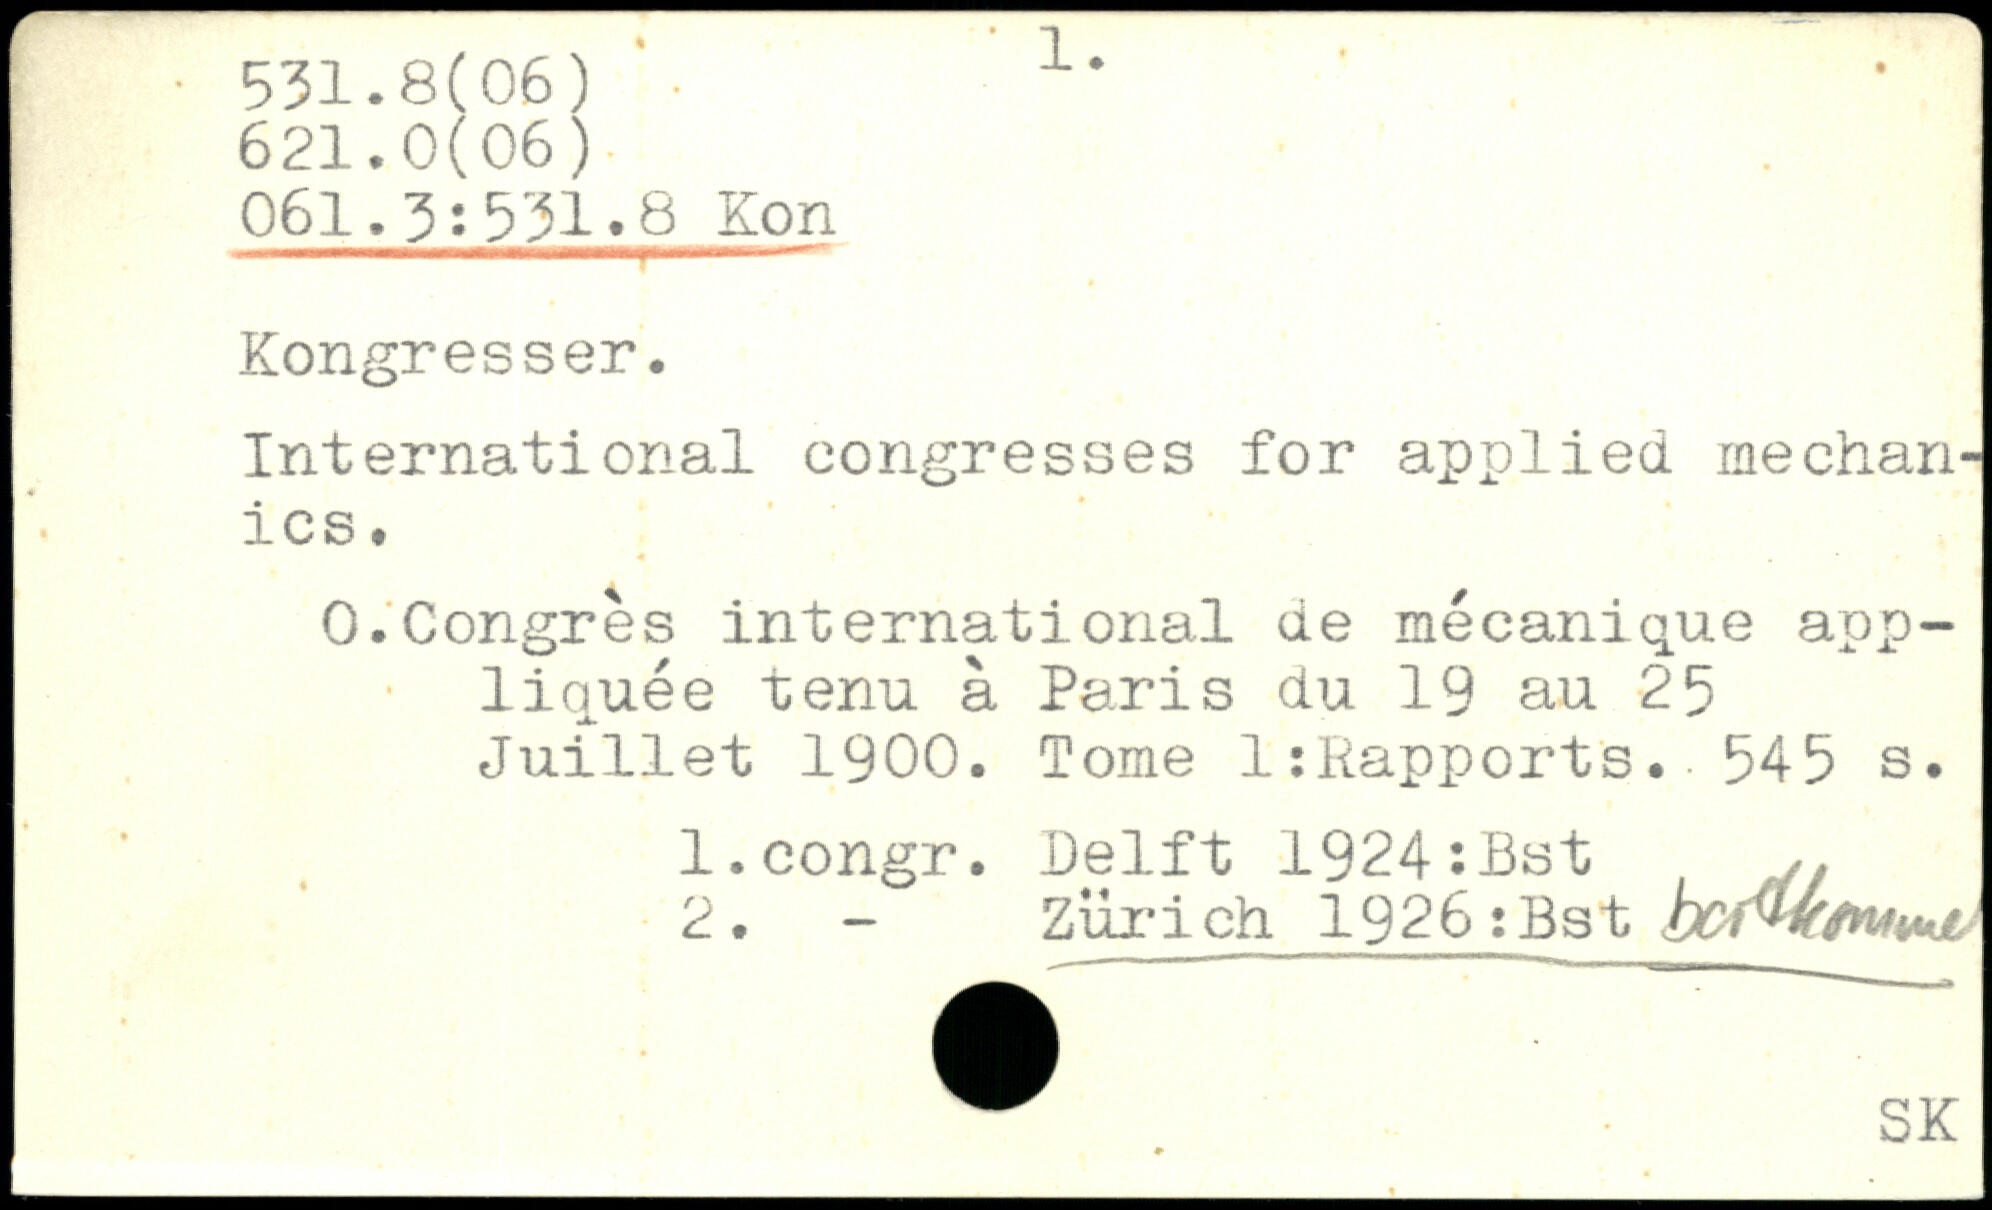 1.
531.8(06)
621.0(06)
061.3:531.8 Kon
Kongresser.
International congresses for applied mechan-
ics.
0.Congrès international de mécanique app-
liquée tenu à Paris du 19 au 25
Juillet 1900. Tome 1:Rapports. 545 s.
1.congr. Delft 1924:Bst
2. - Zürich 1926:Bst
SK